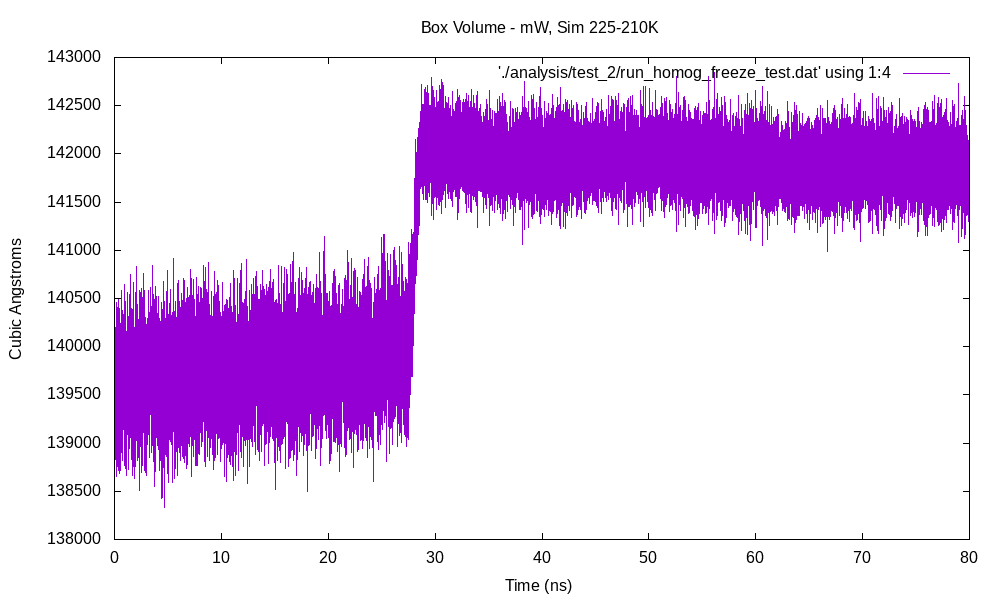 Box Volume - mW, Sim 225-210K
'./analysis/test_2/run_homog_freeze_test.dat' using 1:4
143000
142500
142000
141500
141000
140500
140000
139500
139000
138500
138000
Cubic Angstroms
0 10 20 30 40 50 60 70 80
Time (ns)